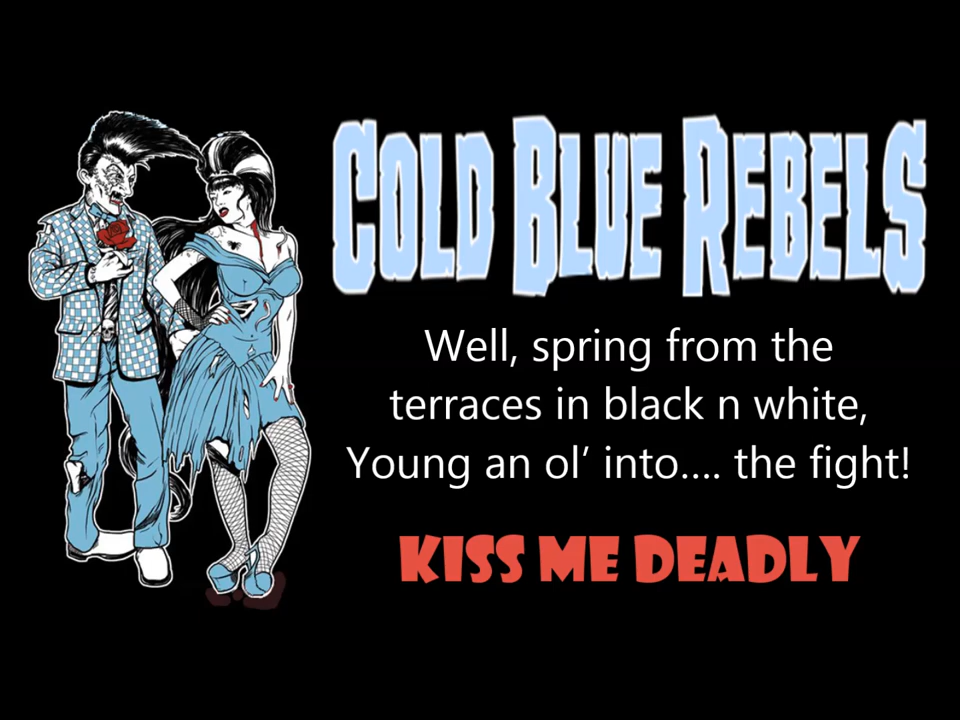 COLD BLUE REBELS
Well, spring from the
terraces in black n white,
Young an ol’ into.... the fight!
KISS ME DEADLY